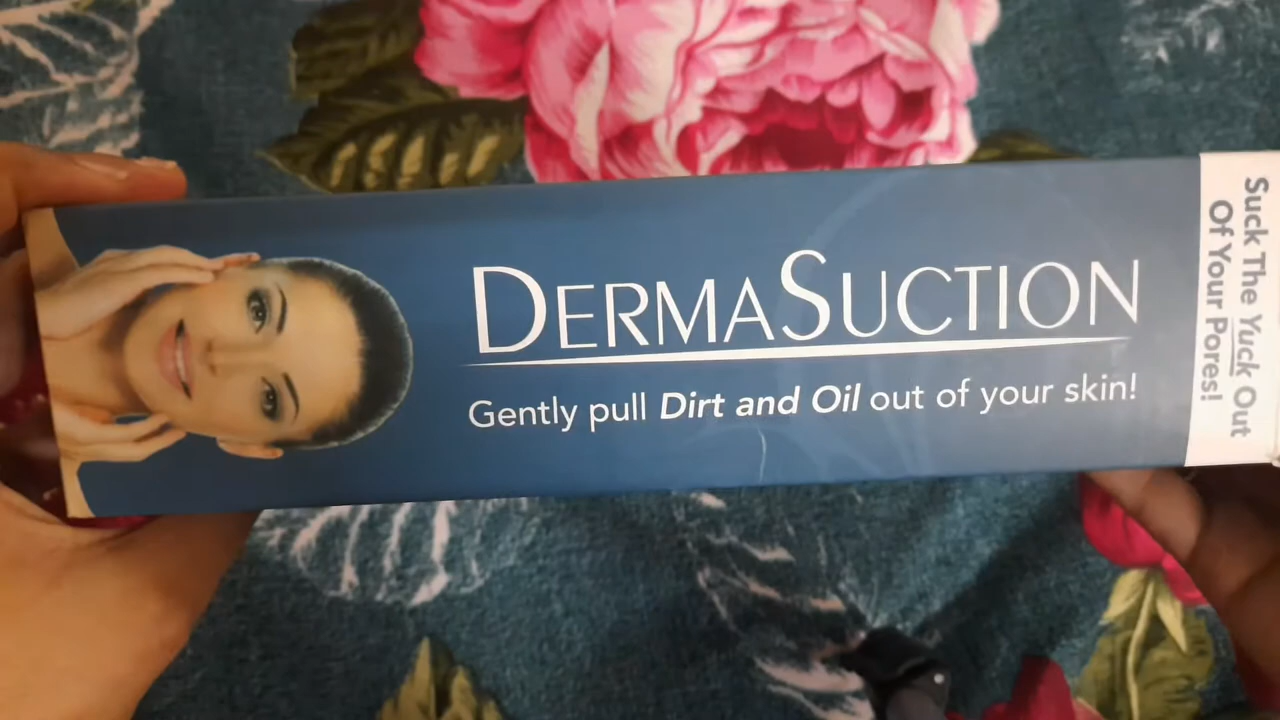 DERMASUCTION
Gently pull Dirt and Oil out of your skin!
Suck The Yuck Out
Of Your Pores!